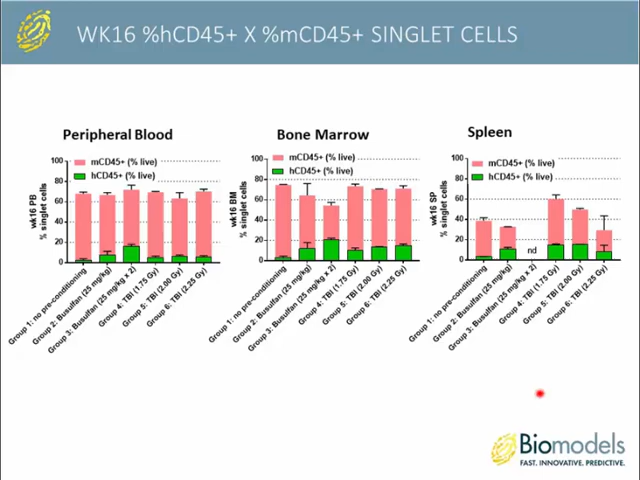 WK16 %hCD45+ X %mCD45+ SINGLET CELLS
Peripheral Blood
mCD45+ (% live)
hCD45+ (% live)
wk16 PB
% singlet cells
100
80
60
40
20
0
Group 1: no pre-conditioning
Group 2: Busulfan (25 mg/kg)
Group 3: Busulfan (25 mg/kg x 2)
Group 4: TBI (1.75 Gy)
Group 5: TBI (2.00 Gy)
Group 6: TBI (2.25 Gy)
Bone Marrow
mCD45+ (% live)
hCD45+ (% live)
wk16 BM
% singlet cells
100
80
60
40
20
0
Group 1: no pre-conditioning
Group 2: Busulfan (25 mg/kg)
Group 3: Busulfan (25 mg/kg x 2)
Group 4: TBI (1.75 Gy)
Group 5: TBI (2.00 Gy)
Group 6: TBI (2.25 Gy)
Spleen
mCD45+ (% live)
hCD45+ (% live)
wk16 SP
% singlet cells
100
80
60
40
20
0
nd
Group 1: no pre-conditioning
Group 2: Busulfan (25 mg/kg)
Group 3: Busulfan (25 mg/kg x 2)
Group 4: TBI (1.75 Gy)
Group 5: TBI (2.00 Gy)
Group 6: TBI (2.25 Gy)
Biomodels
FAST. INNOVATIVE. PREDICTIVE.